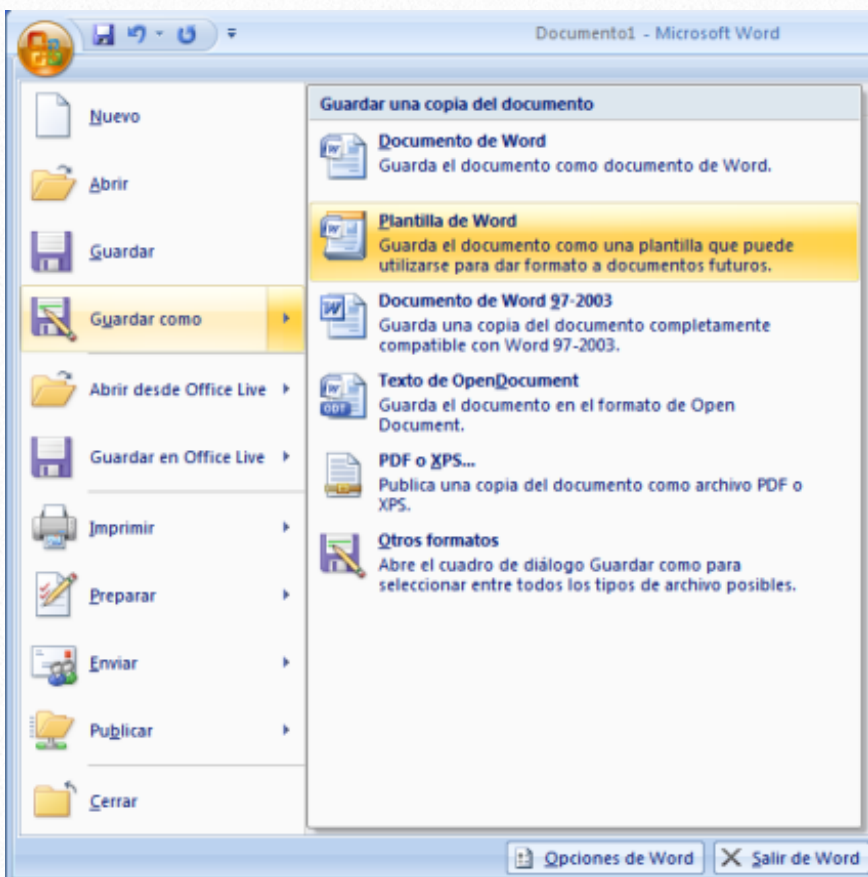 Documento1 - Microsoft Word
Nuevo
Abrir
Guardar
Guardar como
Abrir desde Office Live
Guardar en Office Live
Imprimir
Preparar
Enviar
Publicar
Cerrar
Guardar una copia del documento
Documento de Word
Guarda el documento como documento de Word.
Plantilla de Word
Guarda el documento como una plantilla que puede
utilizarse para dar formato a documentos futuros.
Documento de Word 97-2003
Guarda una copia del documento completamente
compatible con Word 97-2003.
Texto de OpenDocument
Guarda el documento en el formato de Open
Document.
ODT
PDF o XPS...
Publica una copia del documento como archivo PDF o
XPS.
Otros formatos
Abre el cuadro de diálogo Guardar como para
seleccionar entre todos los tipos de archivo posibles.
Opciones de Word
Salir de Word